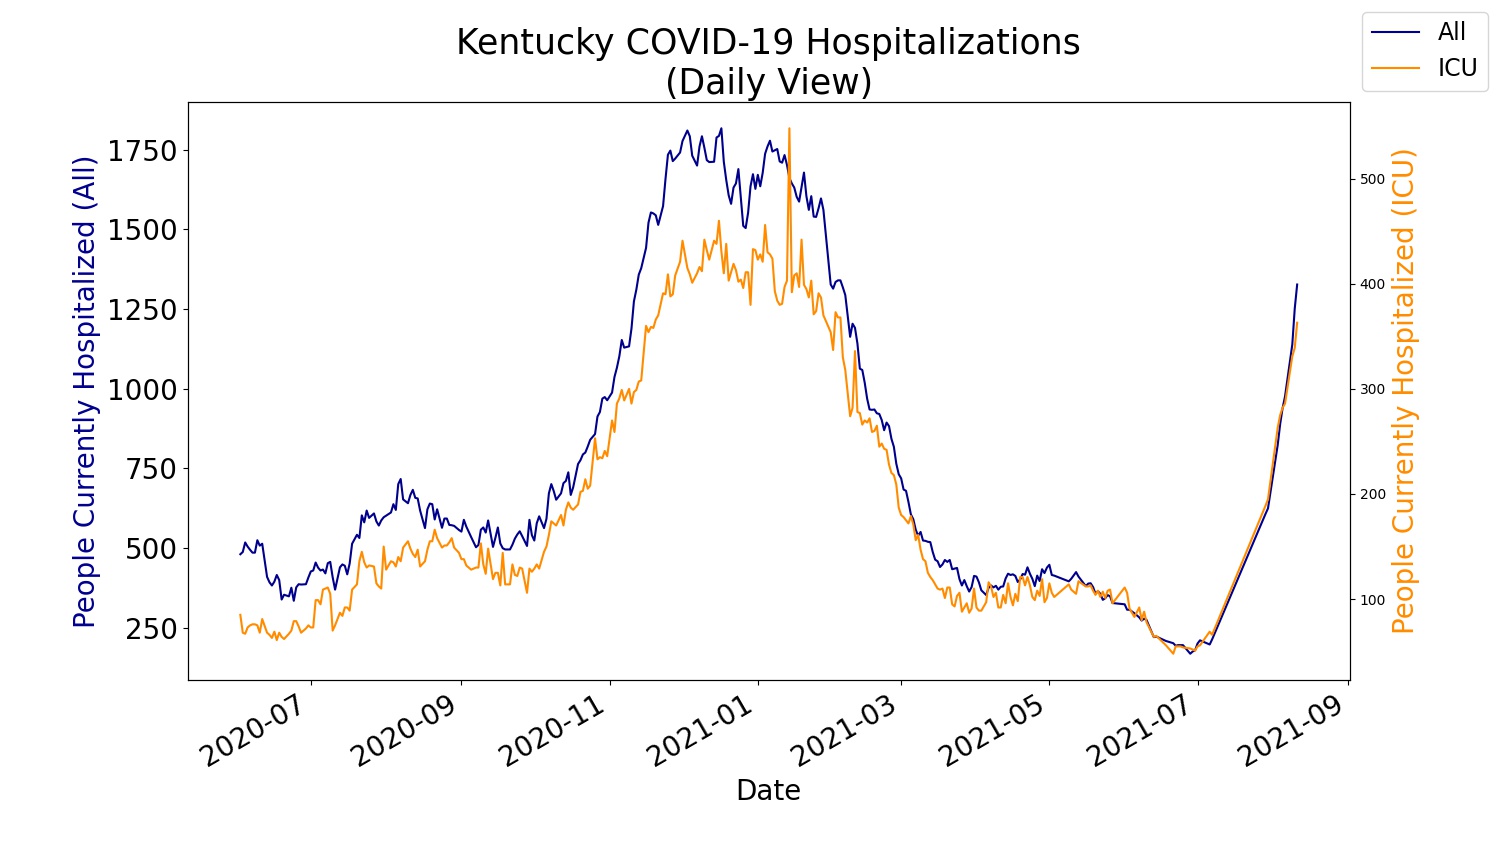 Kentucky COVID-19 Hospitalizations
(Daily View)
All
ICU
People Currently Hospitalized (All)
1750
1500
1250
1000
750
500
250
500
400
300
200
100
People Currently Hospitalized (ICU)
2020-07
2020-09
2020-11
2021-01
2021-03
2021-05
2021-07
2021-09
Date